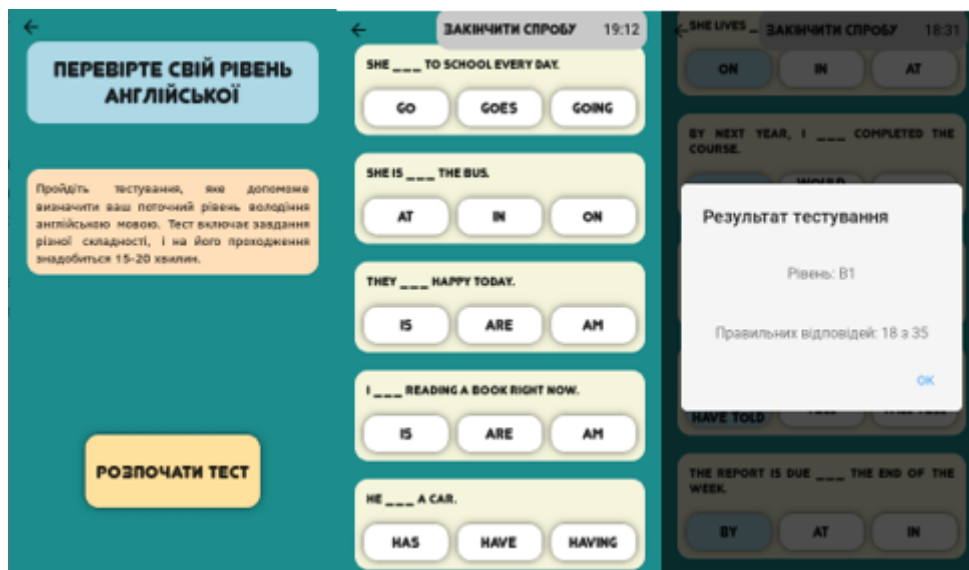 ПЕРЕВІРТЕ СВІЙ РІВЕНЬ
АНГЛІЙСЬКОЇ
Пройдіть тестування, яке допоможе
визначити ваш поточний рівень володіння
англійською мовою. Тест включає завдання
різної складності, і на його проходження
знадобиться 15-20 хвилин.
РОЗПОЧАТИ ТЕСТ
ЗАКІНЧИТИ СПРОБУ 19:12
SHE ___ TO SCHOOL EVERY DAY.
GO GOES GOING
SHE IS ___ THE BUS.
AT IN ON
THEY ___ HAPPY TODAY.
IS ARE AM
I ___ READING A BOOK RIGHT NOW.
IS ARE AM
HE ___ A CAR.
HAS HAVE HAVING
SHE LIVES _ ЗАКІНЧИТИ СПРОБУ 18:31
ON IN AT
BY NEXT YEAR, I ___ COMPLETED THE
COURSE.
WOULD
Результат тестування
Рівень: B1
Правильних відповідей: 18 з 35
OK
HAVE TOLD
THE REPORT IS DUE ___ THE END OF THE
WEEK.
BY AT IN